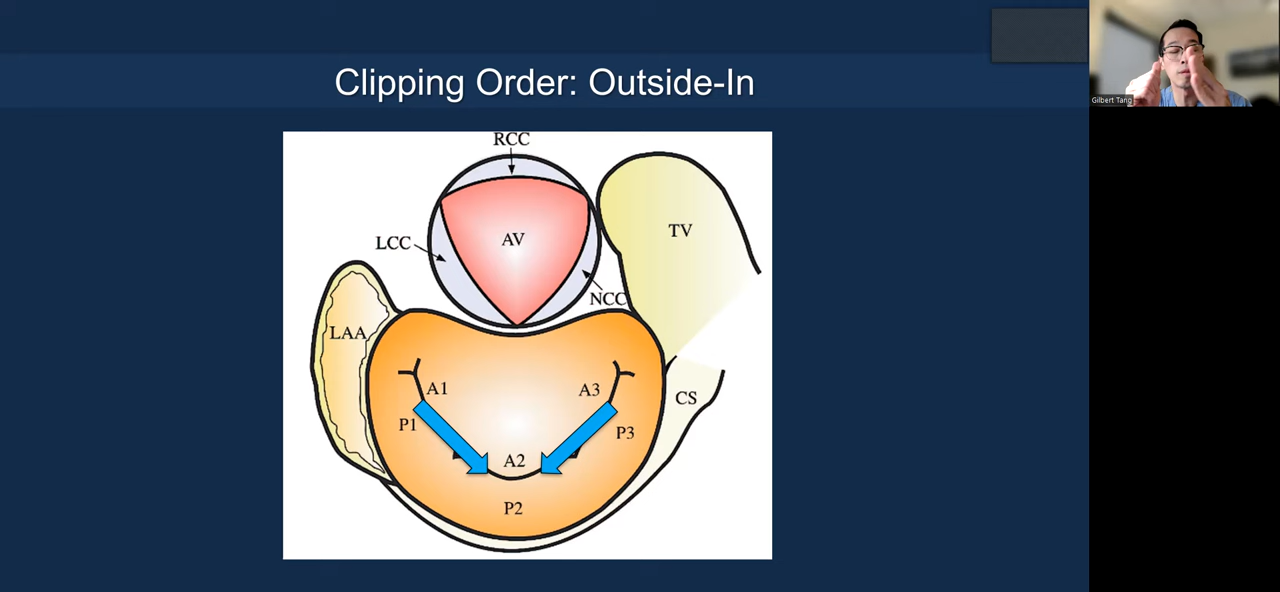 Clipping Order: Outside-In
Gilbert Tang
RCC
LCC
AV
TV
NCC
LAA
A1
A3
CS
P1
P3
A2
P2